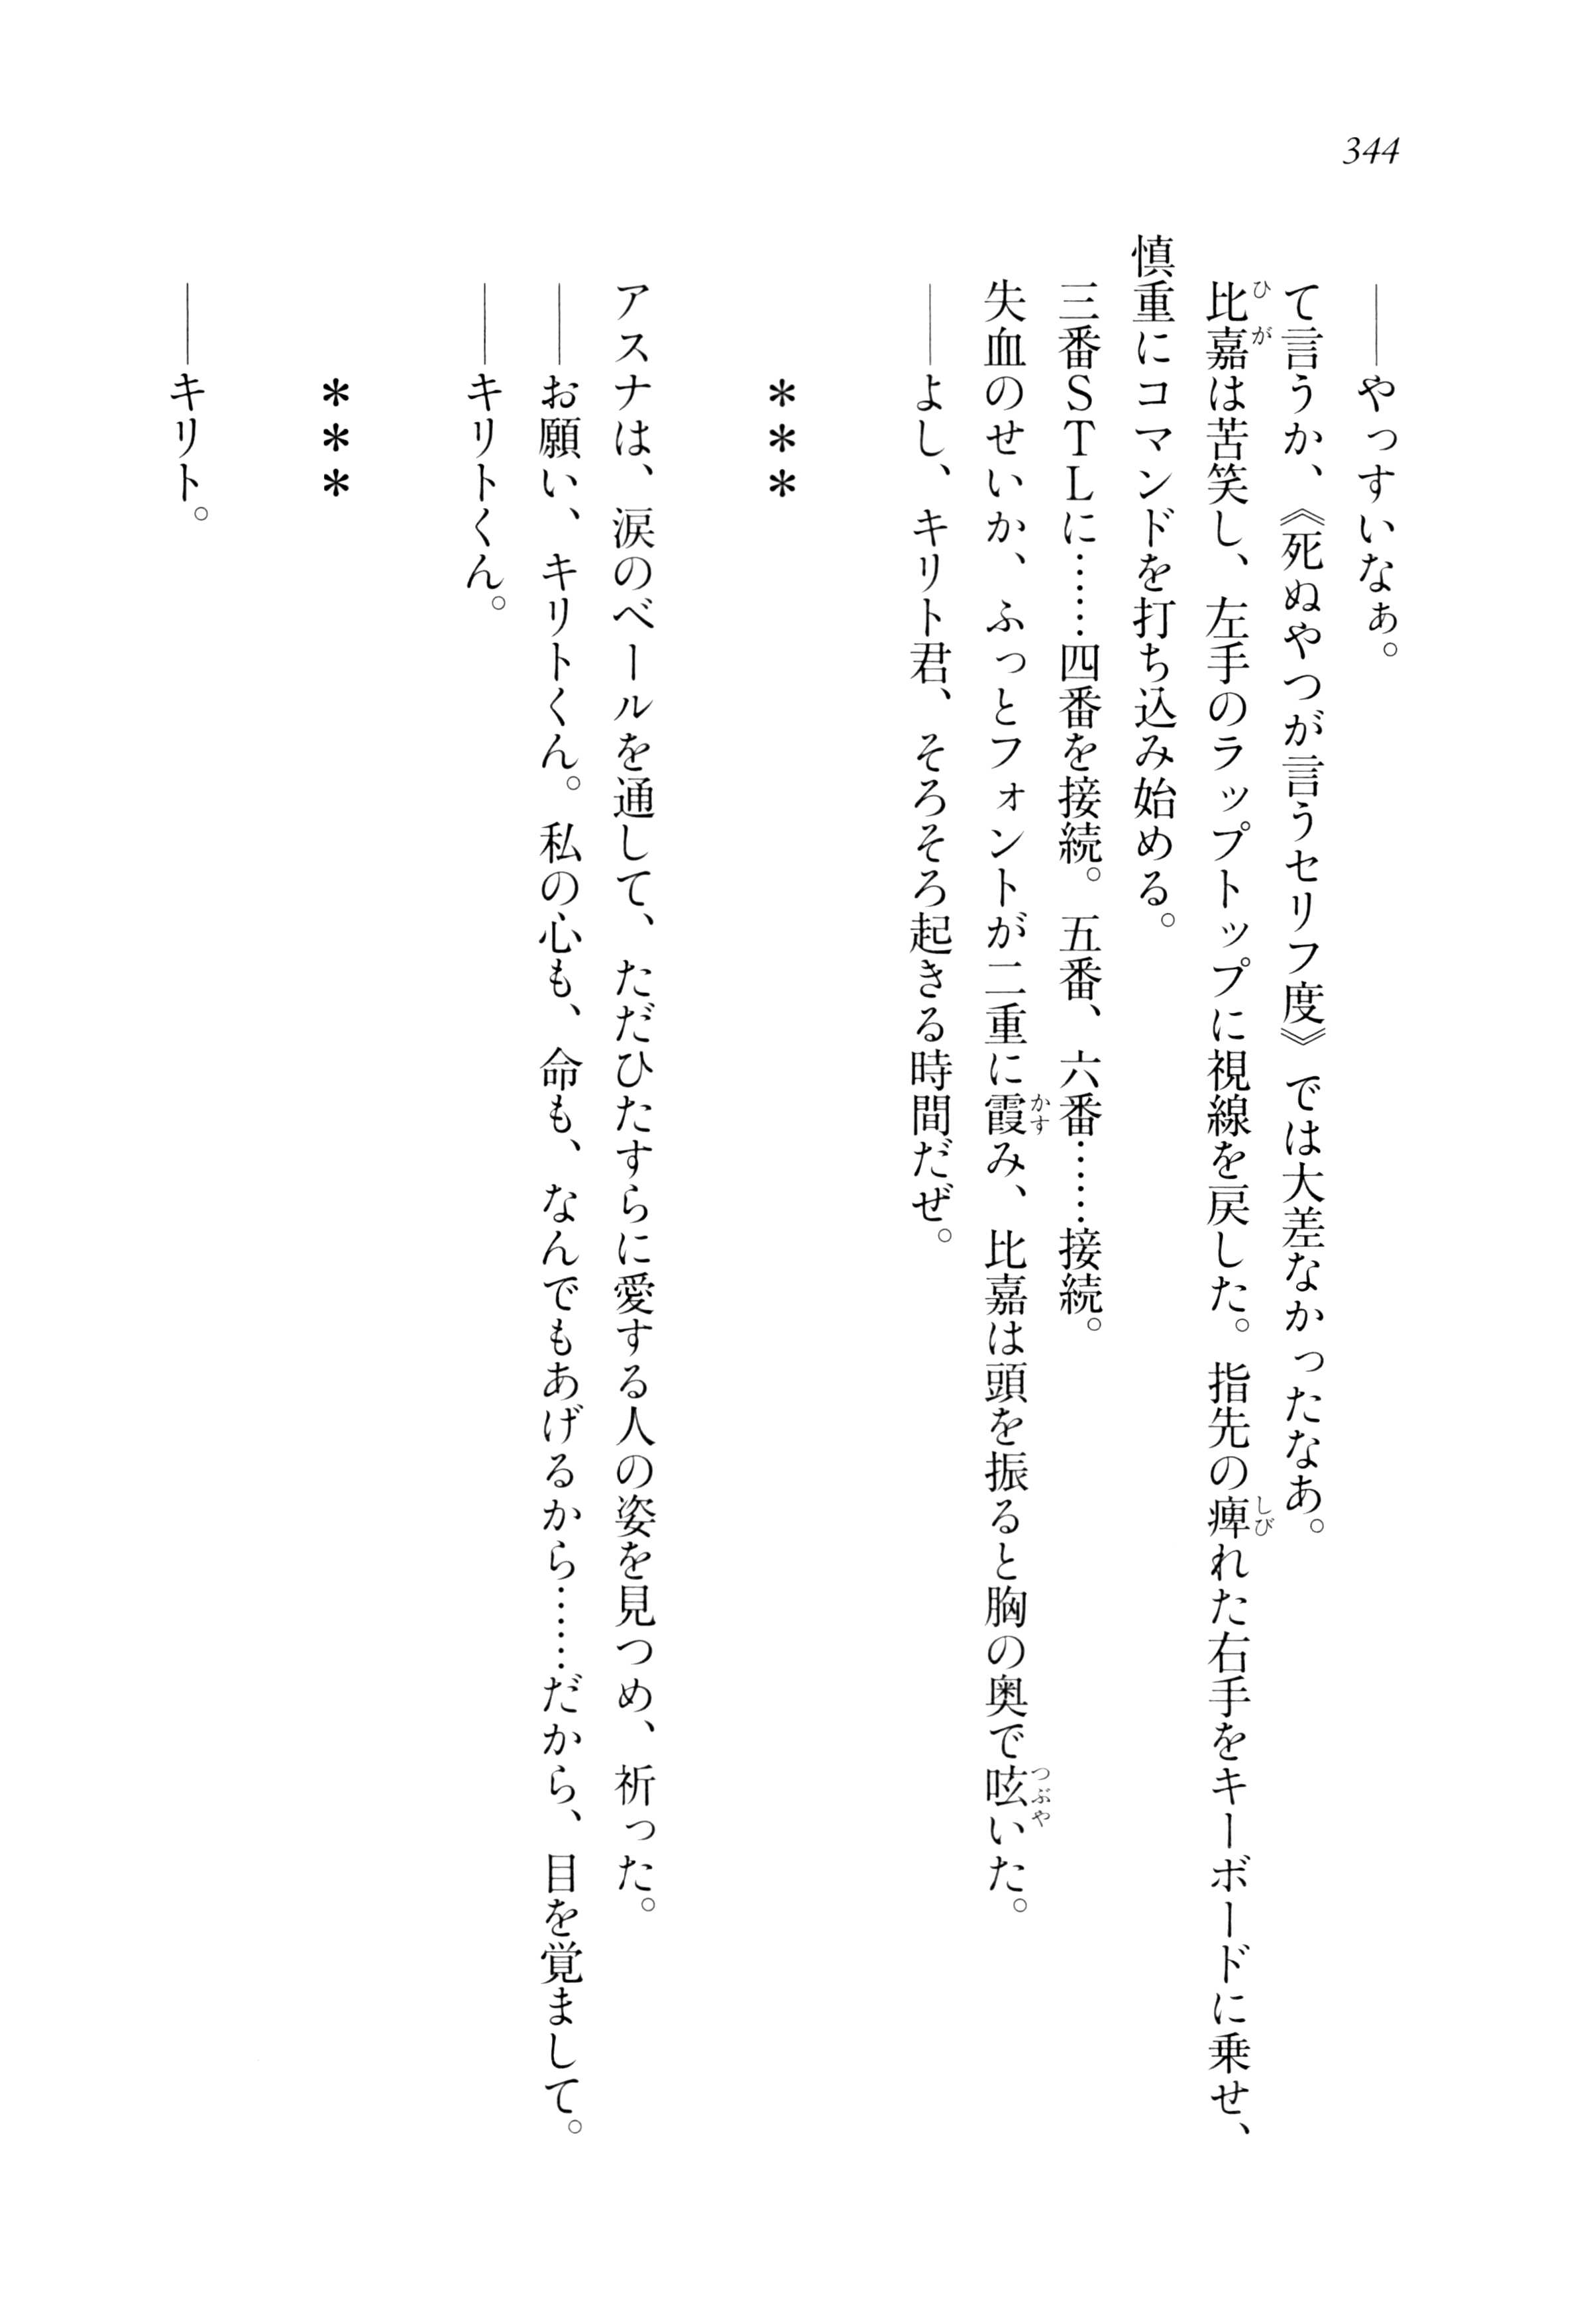 344
――やっすいなぁ。
て言うか、《死ぬやつが言うセリフ度》では大差なかったなあ。
比嘉は苦笑し、左手のラップトップに視線を戻した。指先の痺れた右手をキーボードに乗せ、
慎重にコマンドを打ち込み始める。
三番ＳＴＬに……四番を接続。五番、六番……接続。
失血のせいか、ふっとフォントが二重に霞み、比嘉は頭を振ると胸の奥で呟いた。
――よし、キリト君、そろそろ起きる時間だぜ。
＊＊＊
アスナは、涙のベールを通して、ただひたすらに愛する人の姿を見つめ、祈った。
――お願い、キリトくん。私の心も、命も、なんでもあげるから……だから、目を覚まして。
――キリトくん。
＊＊＊
――キリト。